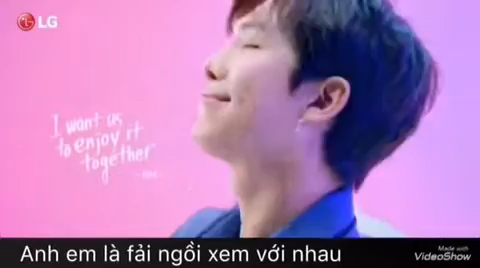 LG
I want us
to enjoy it
together
Anh em là fải ngồi xem với nhau
Made with
VideoShow